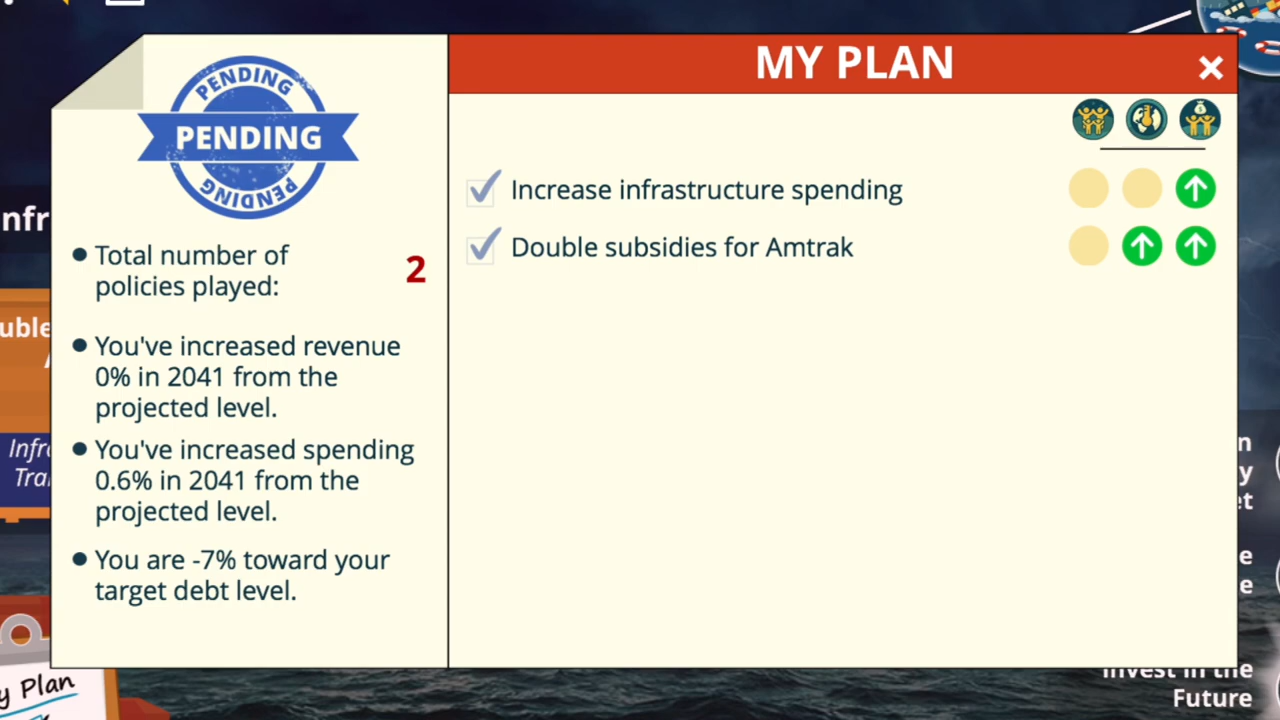 PENDING
PENDING
PENDING
MY PLAN
Increase infrastructure spending
Double subsidies for Amtrak
Total number of
policies played:
2
You've increased revenue
0% in 2041 from the
projected level.
You've increased spending
0.6% in 2041 from the
projected level.
You are -7% toward your
target debt level.
Plan
Invest in the
Future